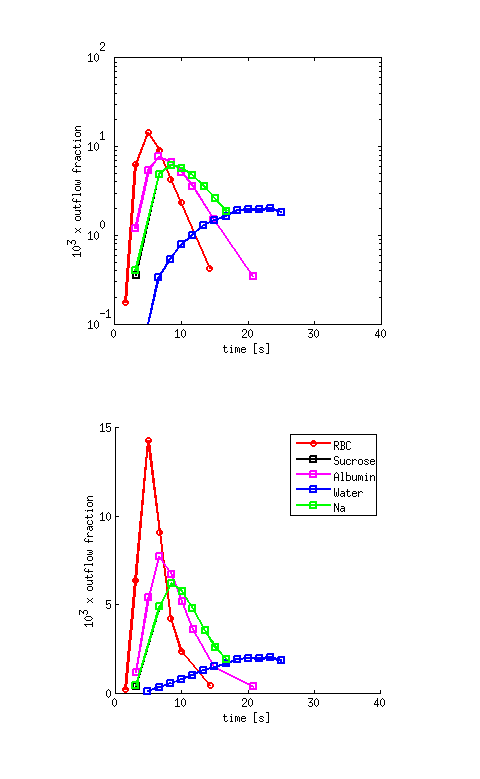 10^2
10^1
10^0
10^-1
10^3 x outflow fraction
0 10 20 30 40
time [s]
15
10
5
0
10^3 x outflow fraction
RBC
Sucrose
Albumin
Water
Na
0 10 20 30 40
time [s]